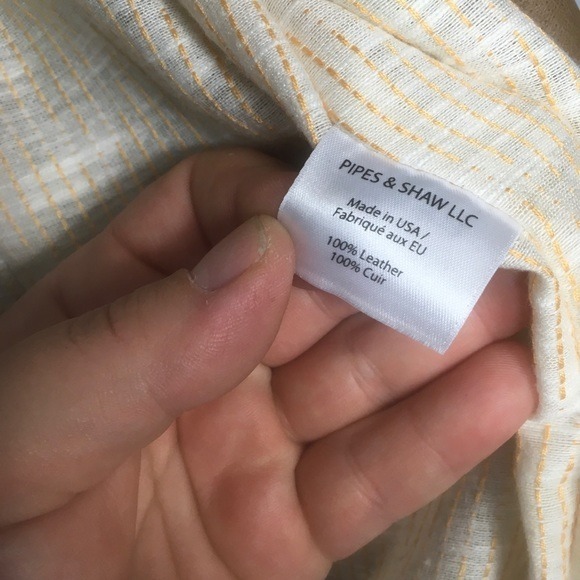 PIPES & SHAW LLC
Made in USA /
Fabriqué aux EU
100% Leather
100% Cuir